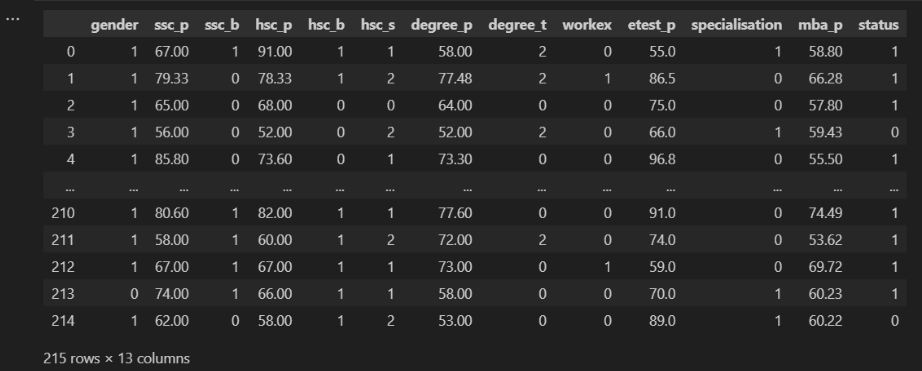 ...
gender ssc_p ssc_b hsc_p hsc_b hsc_s degree_p degree_t workex etest_p specialisation mba_p status
0 1 67.00 1 91.00 1 1 58.00 2 0 55.0 1 58.80 1
1 1 79.33 0 78.33 1 2 77.48 2 1 86.5 0 66.28 1
2 1 65.00 0 68.00 0 0 64.00 0 0 75.0 0 57.80 1
3 1 56.00 0 52.00 0 2 52.00 2 0 66.0 1 59.43 0
4 1 85.80 0 73.60 0 1 73.30 0 0 96.8 0 55.50 1
... ... ... ... ... ... ... ... ... ... ... ... ... ...
210 1 80.60 1 82.00 1 1 77.60 0 0 91.0 0 74.49 1
211 1 58.00 1 60.00 1 2 72.00 2 0 74.0 0 53.62 1
212 1 67.00 1 67.00 1 1 73.00 0 1 59.0 0 69.72 1
213 0 74.00 1 66.00 1 1 58.00 0 0 70.0 1 60.23 1
214 1 62.00 0 58.00 1 2 53.00 0 0 89.0 1 60.22 0
215 rows × 13 columns